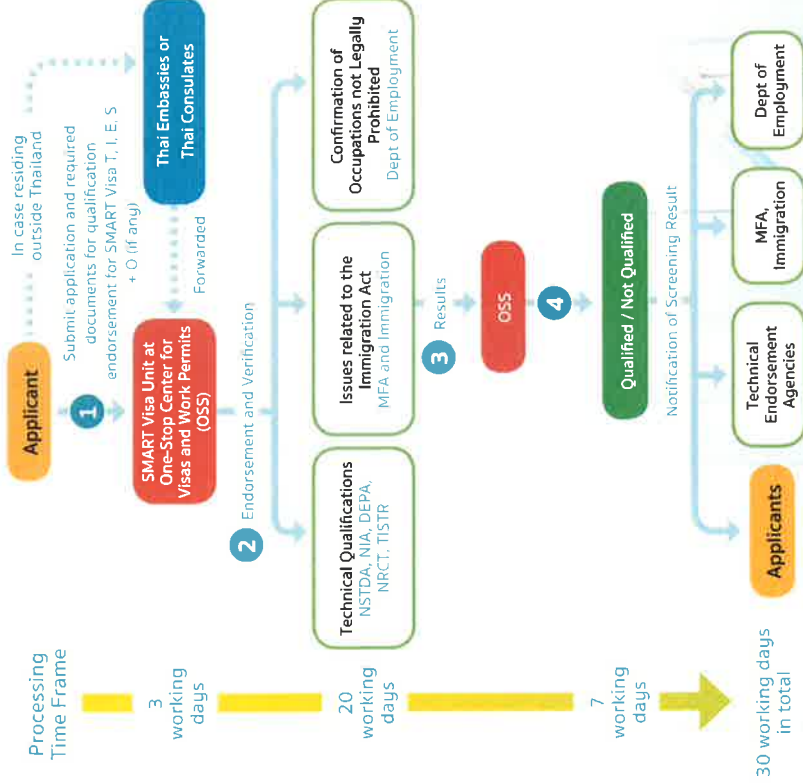 Processing
Time Frame
3
working
days
20
working
days
7
working
days
30 working days
in total
Applicant
In case residing
outside Thailand
1
Submit application and required
documents for qualification
endorsement for SMART Visa T, I, E, S
+ O (if any)
SMART Visa Unit at
One-Stop Center for
Visas and Work Permits
(OSS)
Forwarded
Thai Embassies or
Thai Consulates
2
Endorsement and Verification
Technical Qualifications
NSTDA, NIA, DEPA,
NRCT, TISTR
Issues related to the
Immigration Act
MFA and Immigration
Confirmation of
Occupations not Legally
Prohibited
Dept of Employment
3
Results
OSS
4
Qualified / Not Qualified
Notification of Screening Result
Applicants
Technical
Endorsement
Agencies
MFA,
Immigration
Dept of
Employment